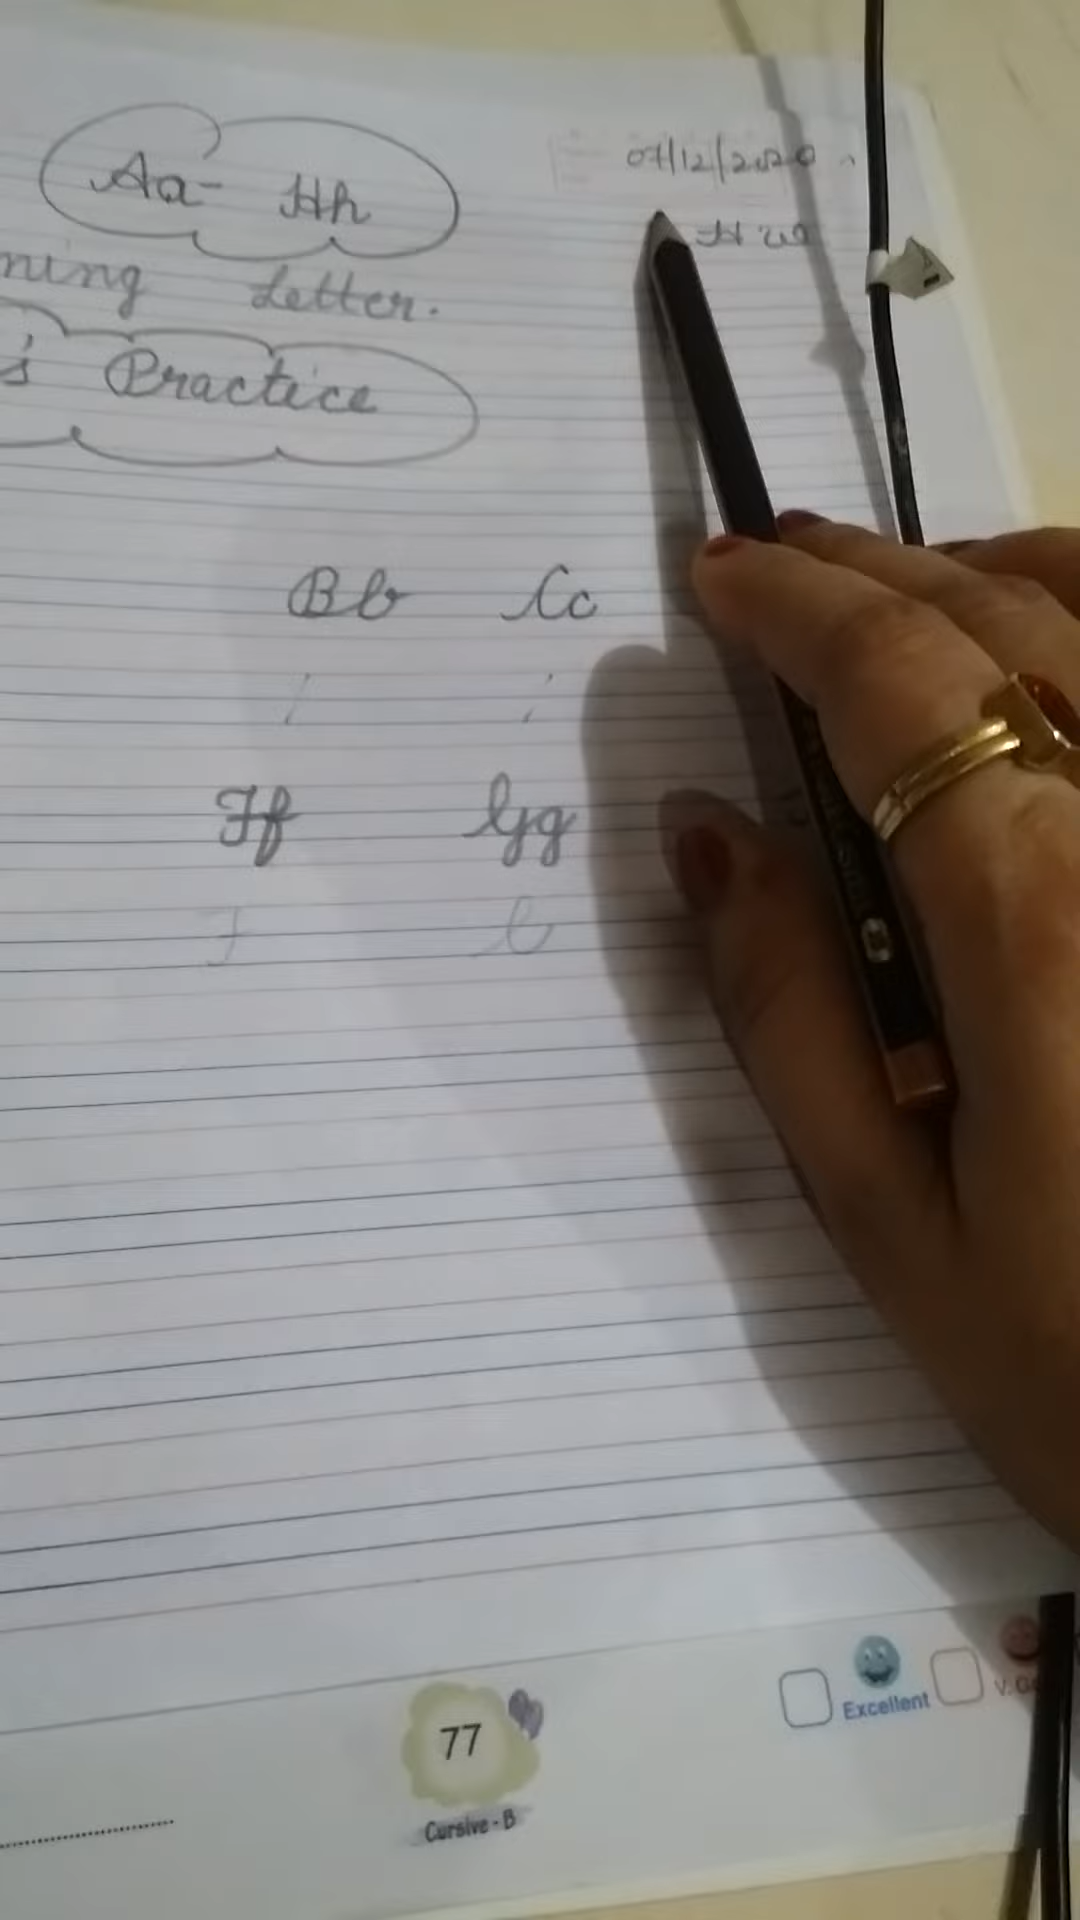 07/12/2020
Aa- Hh
H W
ning Letter.
's Practice
Bb Cc
Ff Gg
Excellent
77
Cursive-B